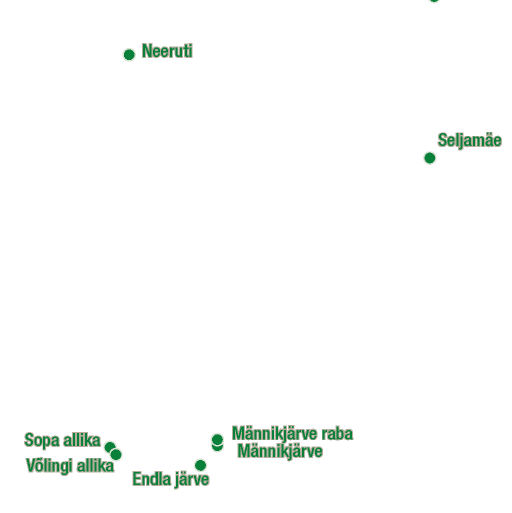 Neeruti
Seljamäe
Männikjärve raba
Sopa allika
Männikjärve
Võlingi allika
Endla järve